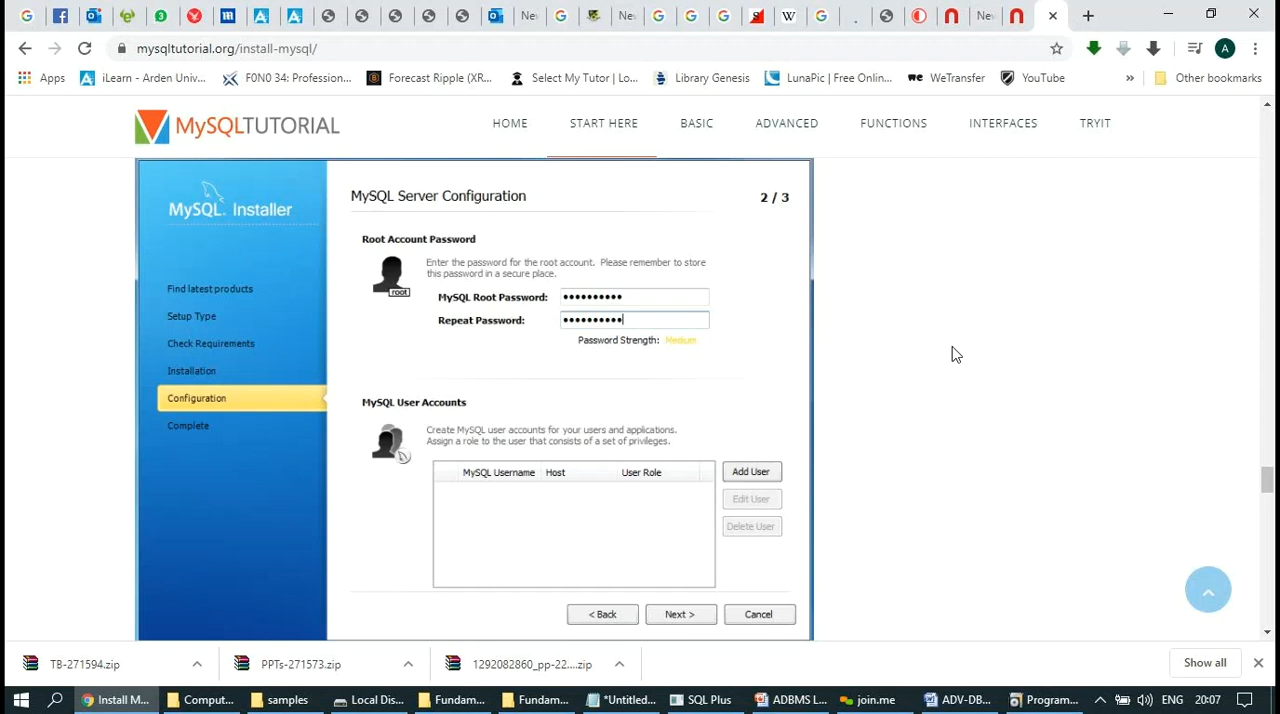 New
New
W
New
mysqltutorial.org/install-mysql/
A
Apps
iLearn - Arden Univ...
F0N0 34: Profession...
Forecast Ripple (XR...
Select My Tutor | Lo...
Library Genesis
LunaPic | Free Onlin...
WeTransfer
YouTube
»
Other bookmarks
MySQLTUTORIAL
HOME
START HERE
BASIC
ADVANCED
FUNCTIONS
INTERFACES
TRYIT
MySQL Installer
MySQL Server Configuration
2 / 3
Root Account Password
Enter the password for the root account. Please remember to store
this password in a secure place.
root
MySQL Root Password: ••••••••••
Repeat Password: ••••••••••
Password Strength: Medium
Find latest products
Setup Type
Check Requirements
Installation
Configuration
Complete
MySQL User Accounts
Create MySQL user accounts for your users and applications.
Assign a role to the user that consists of a set of privileges.
MySQL Username Host User Role
Add User
Edit User
Delete User
< Back
Next >
Cancel
TB-271594.zip
PPTs-271573.zip
1292082860_pp-22....zip
Show all
Install M...
Comput...
samples
Local Dis...
Fundam...
Fundam...
*Untitled...
SQL Plus
ADBMS L...
join.me
ADV-DB...
Program...
ENG
20:07